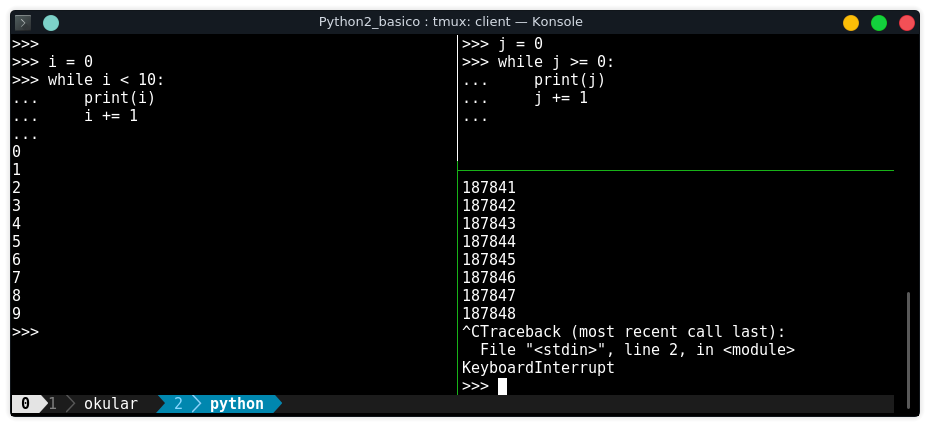 Python2_basico : tmux: client — Konsole
>>>
>>> i = 0
>>> while i < 10:
...     print(i)
...     i += 1
...
0
1
2
3
4
5
6
7
8
9
>>>
>>> j = 0
>>> while j >= 0:
...     print(j)
...     j += 1
...
187841
187842
187843
187844
187845
187846
187847
187848
^CTraceback (most recent call last):
  File "<stdin>", line 2, in <module>
KeyboardInterrupt
>>>
0 1 okular 2 python